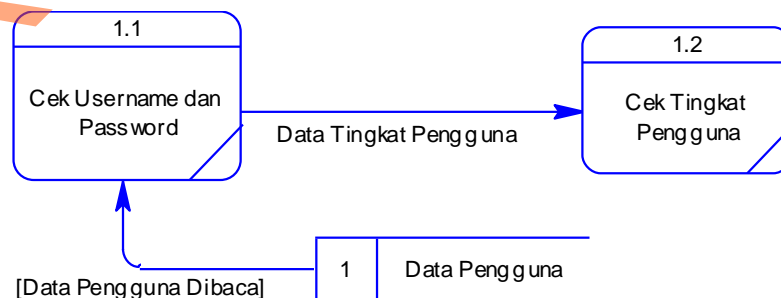 1.1
Cek Username dan
Password
Data Tingkat Pengguna
1.2
Cek Tingkat
Pengguna
[Data Pengguna Dibaca]
1
Data Pengguna